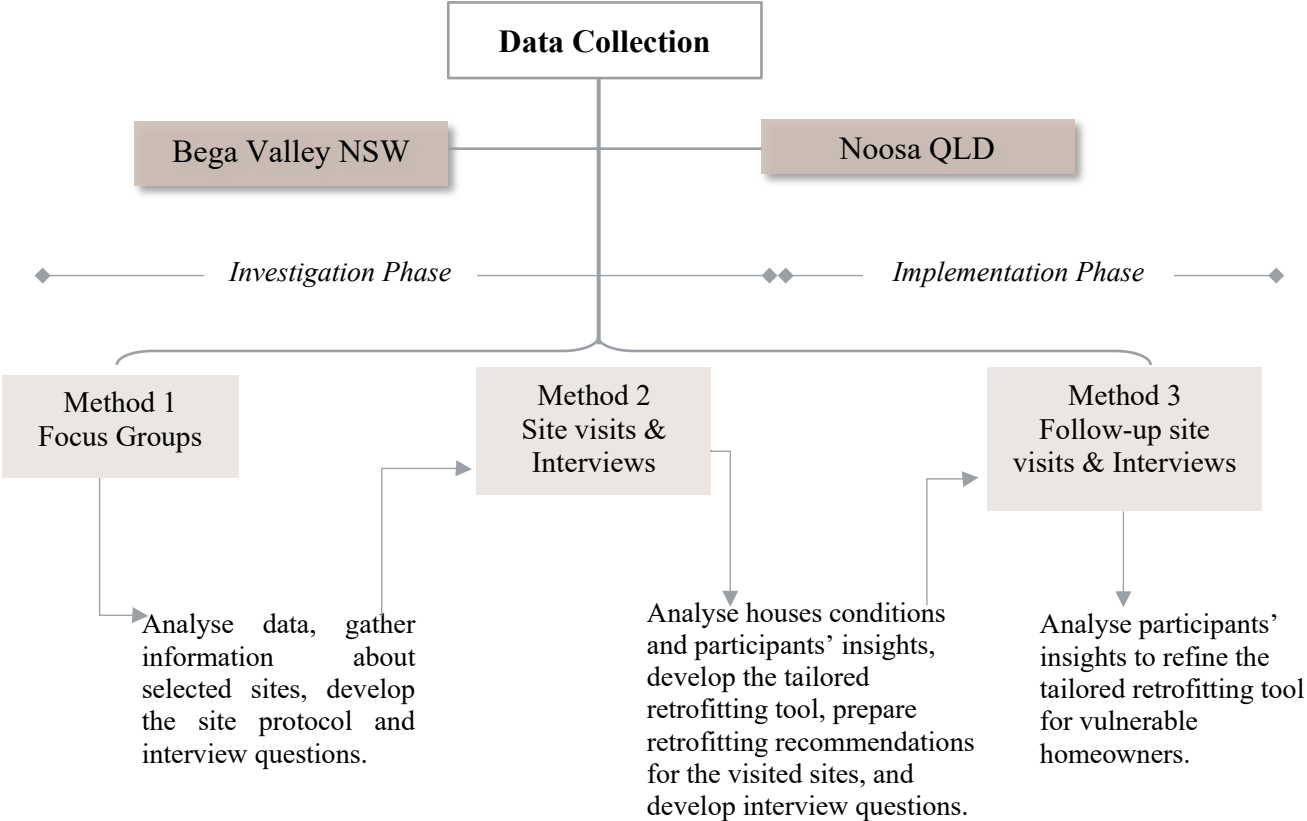 Data Collection
Bega Valley NSW
Noosa QLD
Investigation Phase
Implementation Phase
Method 1
Focus Groups
Method 2
Site visits &
Interviews
Method 3
Follow-up site
visits & Interviews
Analyse data, gather
information about
selected sites, develop
the site protocol and
interview questions.
Analyse houses conditions
and participants’ insights,
develop the tailored
retrofitting tool, prepare
retrofitting recommendations
for the visited sites, and
develop interview questions.
Analyse participants’
insights to refine the
tailored retrofitting tool
for vulnerable
homeowners.